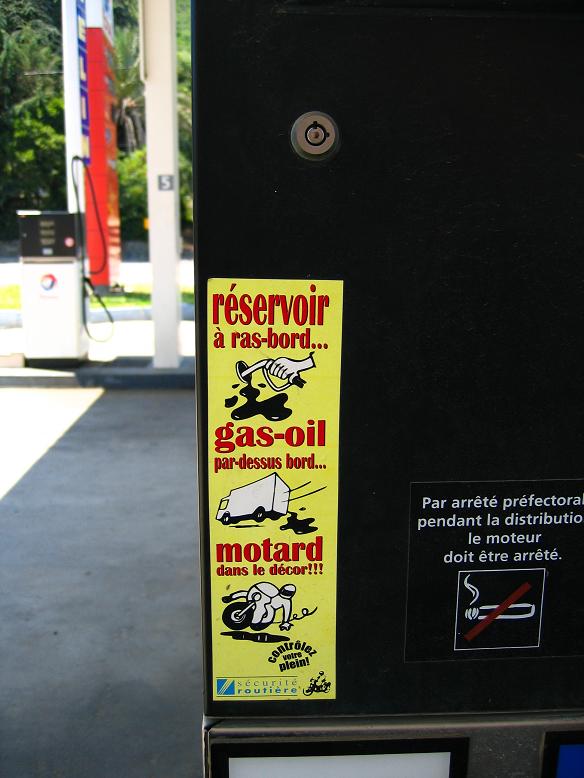 5
réservoir
à ras-bord...
gas-oil
par-dessus bord...
motard
dans le décor!!!
contrôlez
votre
plein!
sécurité
routière
Par arrêté préfectoral
pendant la distributio
le moteur
doit être arrêté.